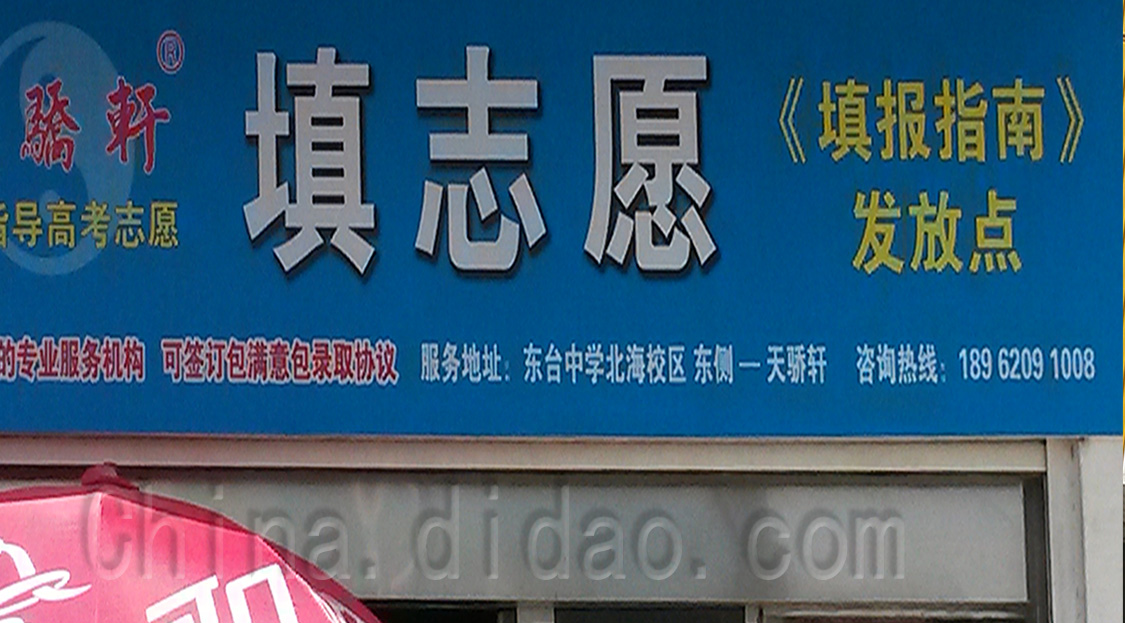 驕軒®
填志愿
《填报指南》
发放点
指导高考志愿
的专业服务机构 可签订包满意包录取协议 服务地址：东台中学北海校区 东侧 — 天骄轩 咨询热线：189 6209 1008
China.didao.com